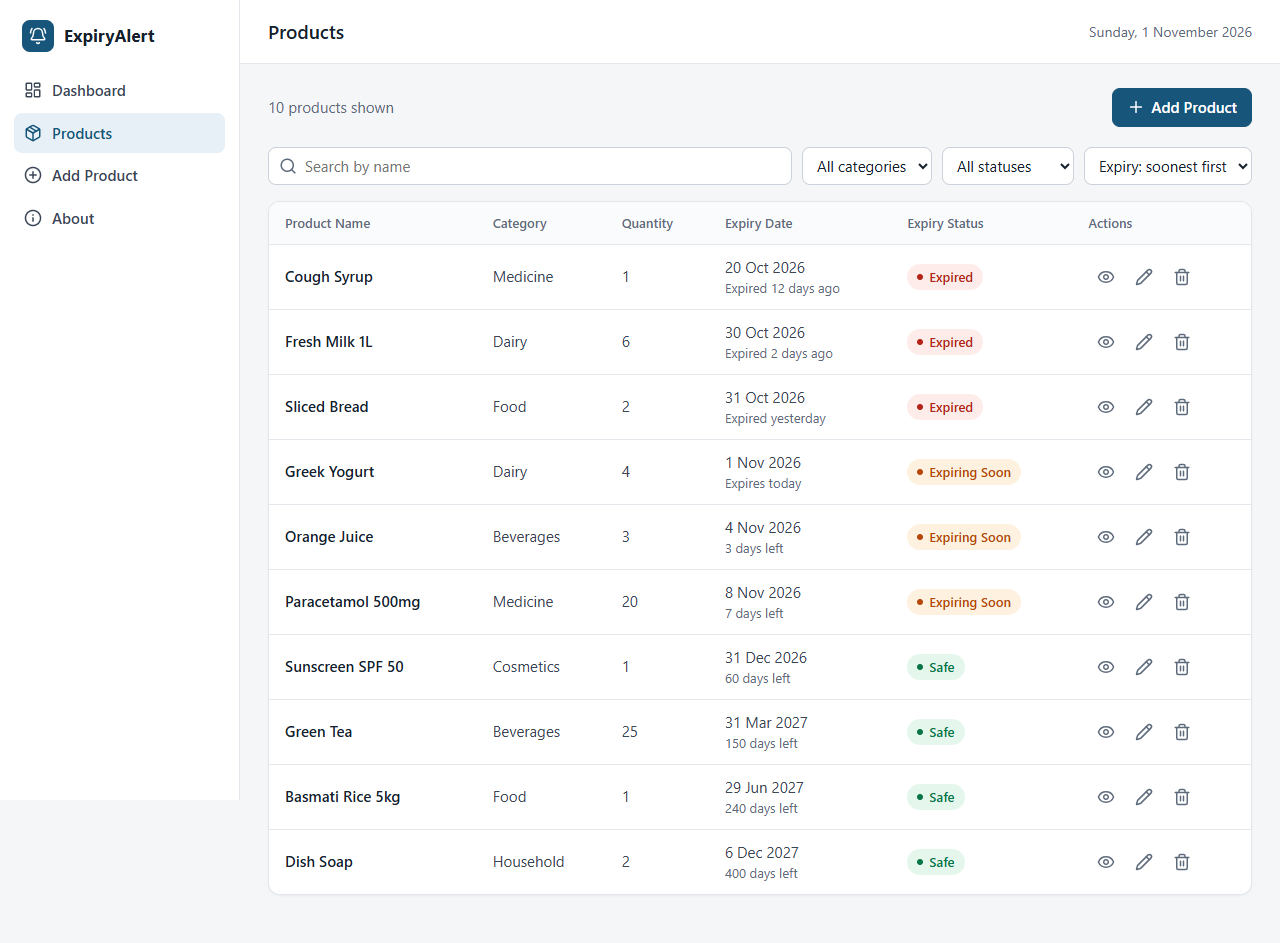 ExpiryAlert
Dashboard
Products
Add Product
About
Products
Sunday, 1 November 2026
10 products shown
Add Product
Search by name
All categories
All statuses
Expiry: soonest first
Product Name Category Quantity Expiry Date Expiry Status Actions
Cough Syrup Medicine 1 20 Oct 2026 Expired
Expired 12 days ago
Fresh Milk 1L Dairy 6 30 Oct 2026 Expired
Expired 2 days ago
Sliced Bread Food 2 31 Oct 2026 Expired
Expired yesterday
Greek Yogurt Dairy 4 1 Nov 2026 Expiring Soon
Expires today
Orange Juice Beverages 3 4 Nov 2026 Expiring Soon
3 days left
Paracetamol 500mg Medicine 20 8 Nov 2026 Expiring Soon
7 days left
Sunscreen SPF 50 Cosmetics 1 31 Dec 2026 Safe
60 days left
Green Tea Beverages 25 31 Mar 2027 Safe
150 days left
Basmati Rice 5kg Food 1 29 Jun 2027 Safe
240 days left
Dish Soap Household 2 6 Dec 2027 Safe
400 days left